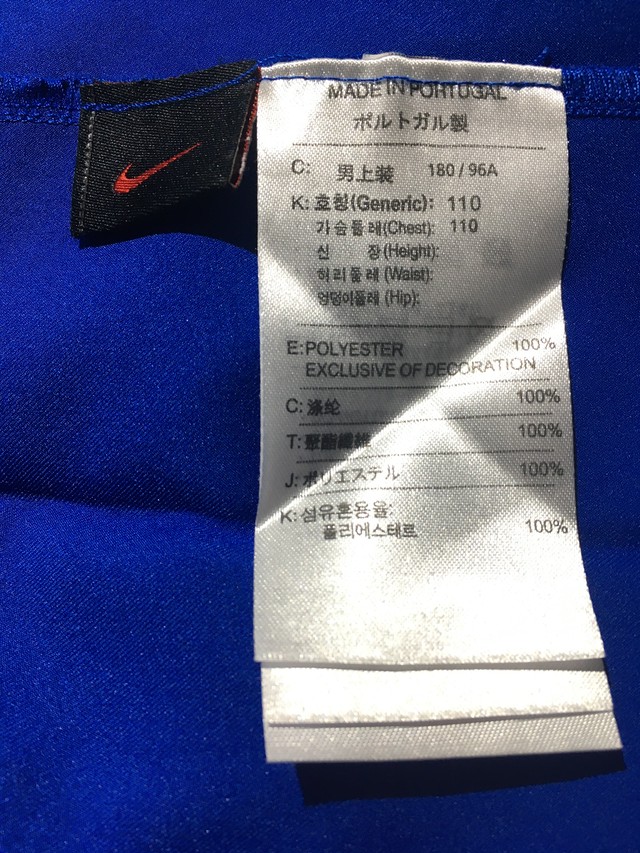 MADE IN PORTUGAL
ポルトガル製
C: 男上装 180 / 96A
K: 호칭(Generic): 110
가슴둘레(Chest): 110
신 장(Height):
허리둘레 (Waist):
엉덩이둘레 (Hip):
E:POLYESTER 100%
EXCLUSIVE OF DECORATION
C: 涤纶 100%
T: 聚酯纖維 100%
J: ポリエステル 100%
K: 섬유혼용율:
폴리에스테르 100%